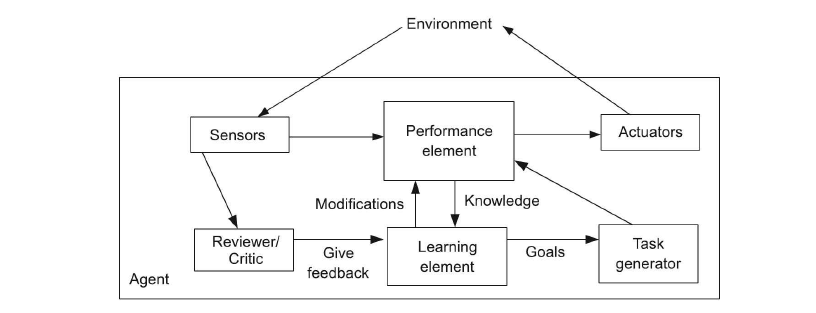 Environment
Sensors
Performance
element
Actuators
Modifications
Knowledge
Reviewer/
Critic
Give
feedback
Learning
element
Goals
Task
generator
Agent